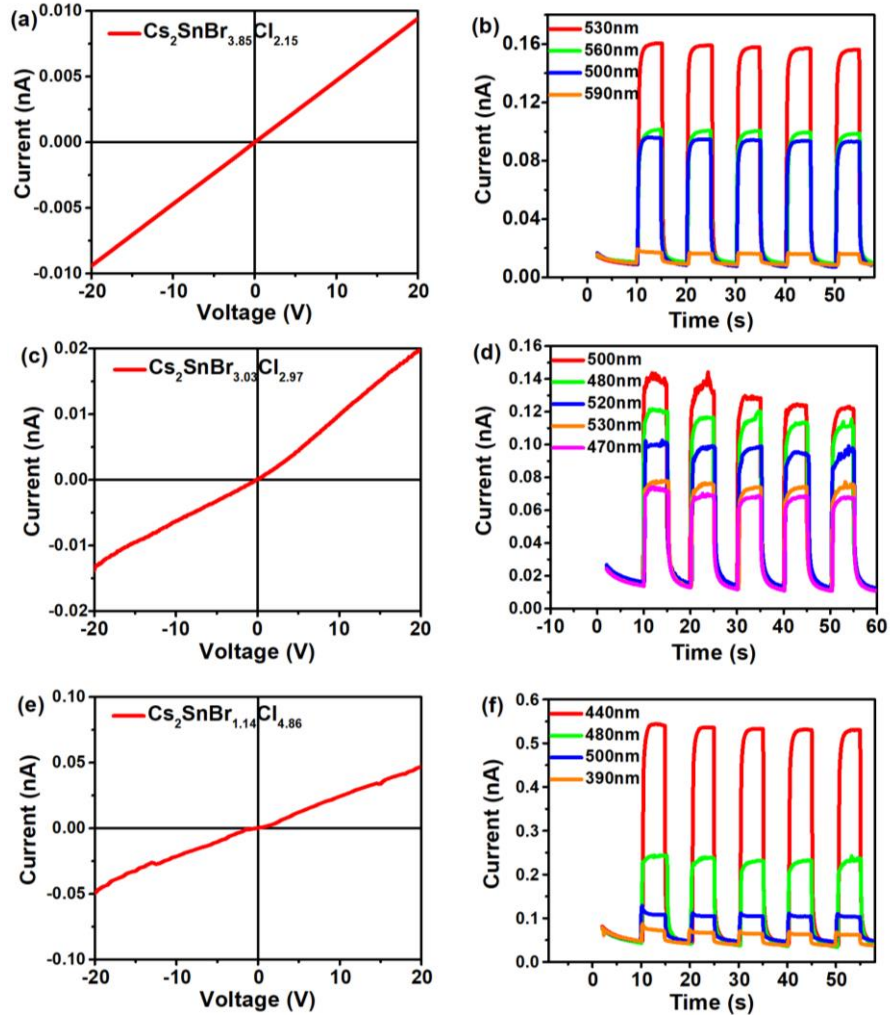 (a)
Cs2SnBr3.85Cl2.15
Current (nA)
0.010
0.005
0.000
-0.005
-0.010
-20 -10 0 10 20
Voltage (V)
(b)
530nm
560nm
500nm
590nm
Current (nA)
0.16
0.12
0.08
0.04
0.00
0 10 20 30 40 50
Time (s)
(c)
Cs2SnBr3.03Cl2.97
Current (nA)
0.02
0.01
0.00
-0.01
-0.02
-20 -10 0 10 20
Voltage (V)
(d)
500nm
480nm
520nm
530nm
470nm
Current (nA)
0.16
0.14
0.12
0.10
0.08
0.06
0.04
0.02
0.00
-10 0 10 20 30 40 50 60
Time (s)
(e)
Cs2SnBr1.14Cl4.86
Current (nA)
0.10
0.05
0.00
-0.05
-0.10
-20 -10 0 10 20
Voltage (V)
(f)
440nm
480nm
500nm
390nm
Current (nA)
0.6
0.5
0.4
0.3
0.2
0.1
0.0
0 10 20 30 40 50
Time (s)